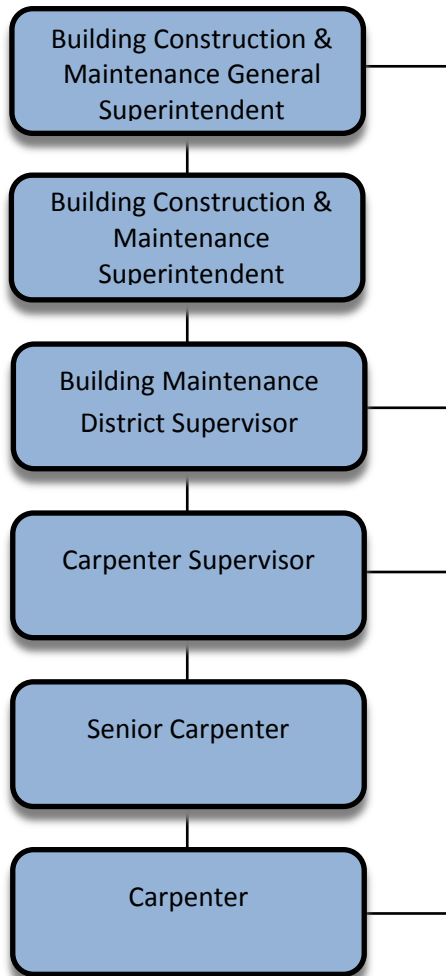 Building Construction &
Maintenance General
Superintendent
Building Construction &
Maintenance
Superintendent
Building Maintenance
District Supervisor
Carpenter Supervisor
Senior Carpenter
Carpenter